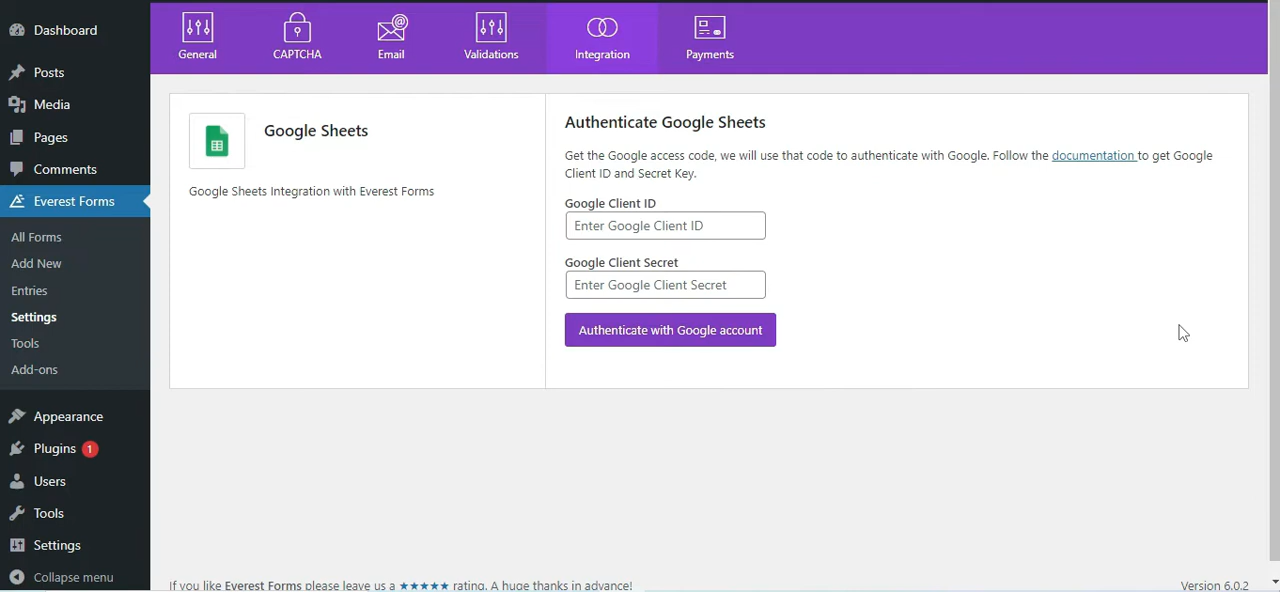 Dashboard
Posts
Media
Pages
Comments
Everest Forms
All Forms
Add New
Entries
Settings
Tools
Add-ons
Appearance
Plugins 1
Users
Tools
Settings
Collapse menu
General
CAPTCHA
Email
Validations
Integration
Payments
Google Sheets
Google Sheets Integration with Everest Forms
Authenticate Google Sheets
Get the Google access code, we will use that code to authenticate with Google. Follow the documentation to get Google
Client ID and Secret Key.
Google Client ID
Enter Google Client ID
Google Client Secret
Enter Google Client Secret
Authenticate with Google account
If you like Everest Forms please leave us a ★★★★★ rating. A huge thanks in advance!
Version 6.0.2